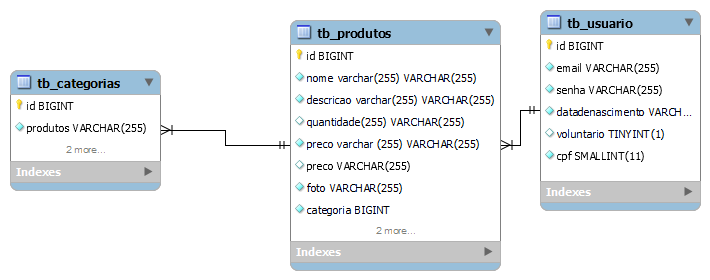 tb_categorias
id BIGINT
produtos VARCHAR(255)
2 more...
Indexes
tb_produtos
id BIGINT
nome varchar(255) VARCHAR(255)
descricao varchar(255) VARCHAR(255)
quantidade(255) VARCHAR(255)
preco varchar (255) VARCHAR(255)
preco VARCHAR(255)
foto VARCHAR(255)
categoria BIGINT
2 more...
Indexes
tb_usuario
id BIGINT
email VARCHAR(255)
senha VARCHAR(255)
datadenascimento VARCH...
voluntario TINYINT(1)
cpf SMALLINT(11)
Indexes